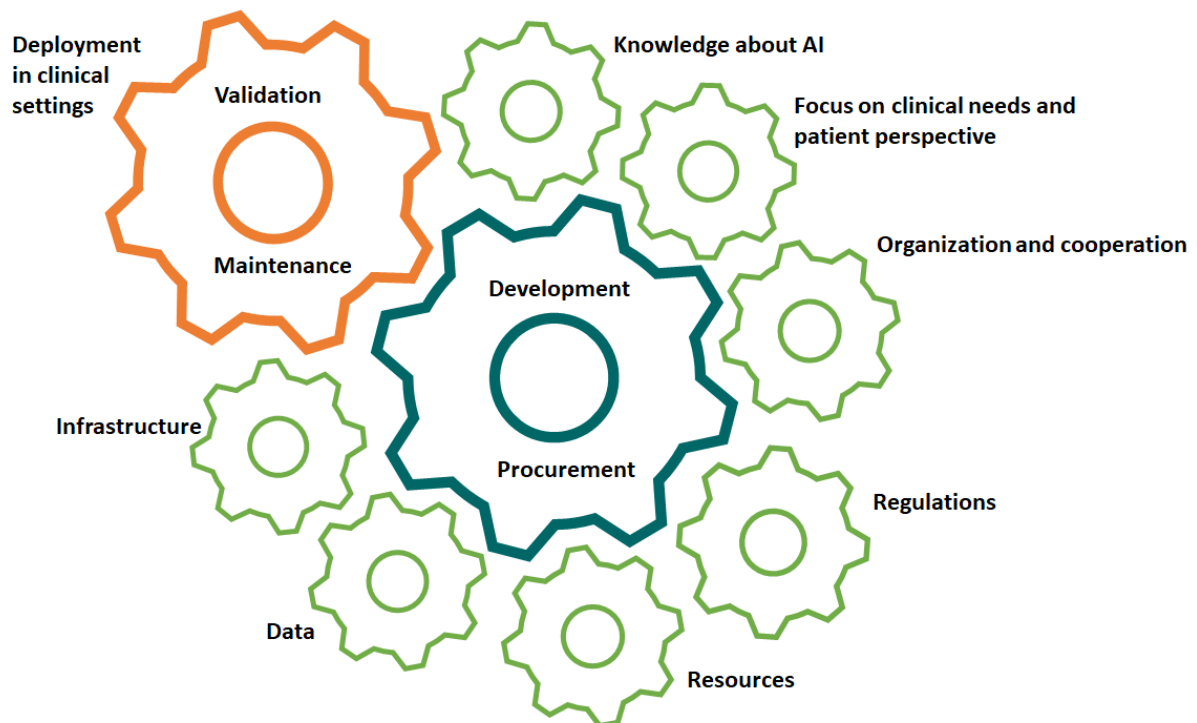 Deployment
in clinical
settings
Validation
Maintenance
Knowledge about AI
Focus on clinical needs and
patient perspective
Organization and cooperation
Development
Procurement
Infrastructure
Regulations
Data
Resources